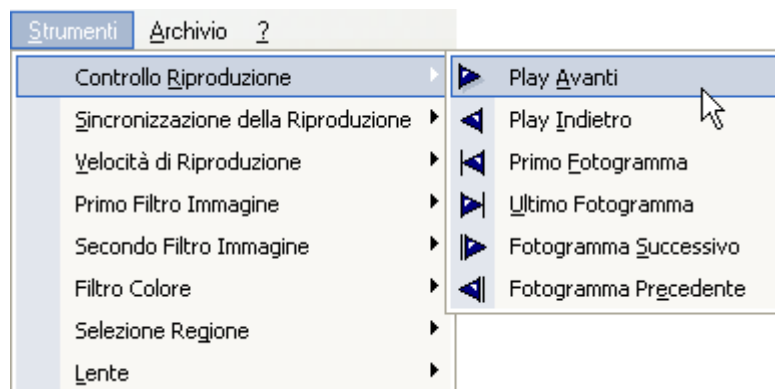 Strumenti Archivio ?
Controllo Riproduzione
Sincronizzazione della Riproduzione
Velocità di Riproduzione
Primo Filtro Immagine
Secondo Filtro Immagine
Filtro Colore
Selezione Regione
Lente
Play Avanti
Play Indietro
Primo Fotogramma
Ultimo Fotogramma
Fotogramma Successivo
Fotogramma Precedente